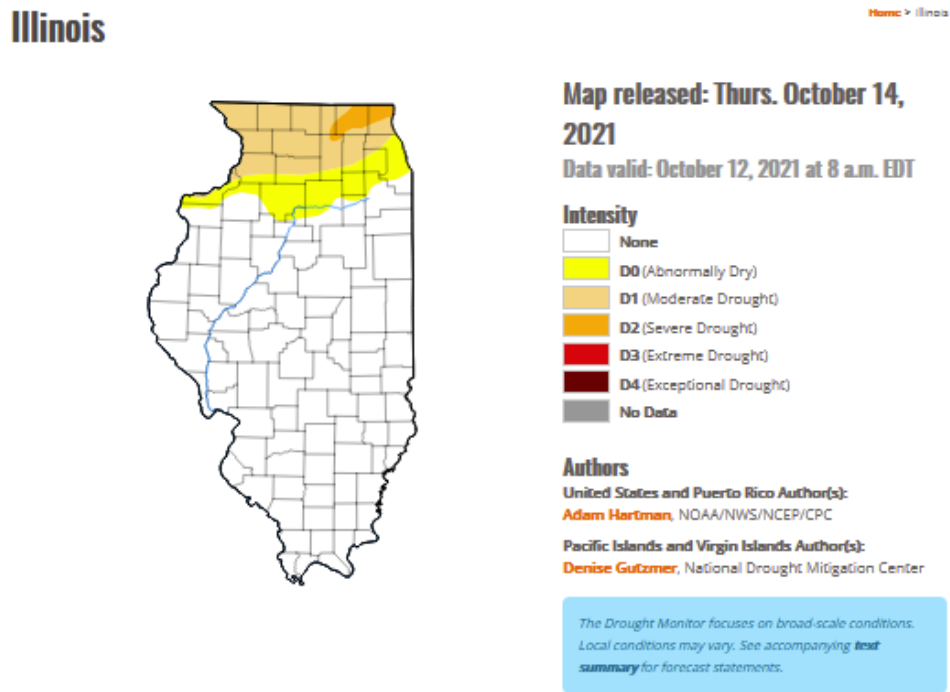 Illinois
Home > Illinois
Map released: Thurs. October 14,
2021
Data valid: October 12, 2021 at 8 a.m. EDT
Intensity
None
D0 (Abnormally Dry)
D1 (Moderate Drought)
D2 (Severe Drought)
D3 (Extreme Drought)
D4 (Exceptional Drought)
No Data
Authors
United States and Puerto Rico Author(s):
Adam Hartman, NOAA/NWS/NCEP/CPC
Pacific Islands and Virgin Islands Author(s):
Denise Gutzmer, National Drought Mitigation Center
The Drought Monitor focuses on broad-scale conditions.
Local conditions may vary. See accompanying text
summary for forecast statements.